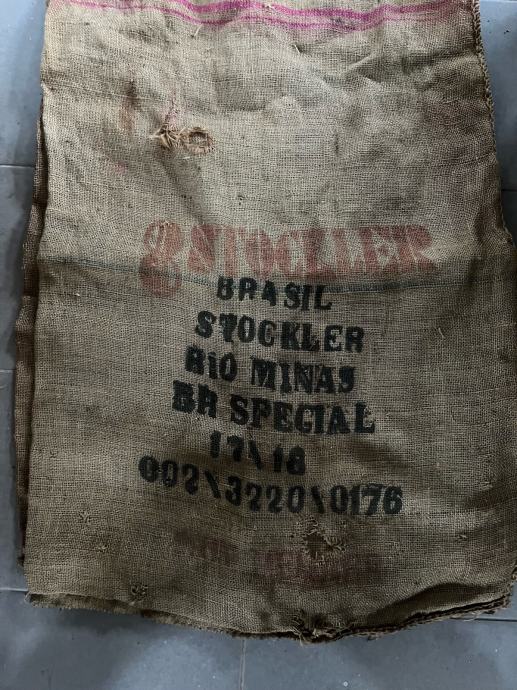 STOCKLER
BRASIL
STOCKLER
RIO MINAS
BR SPECIAL
17\18
002\3220\0176